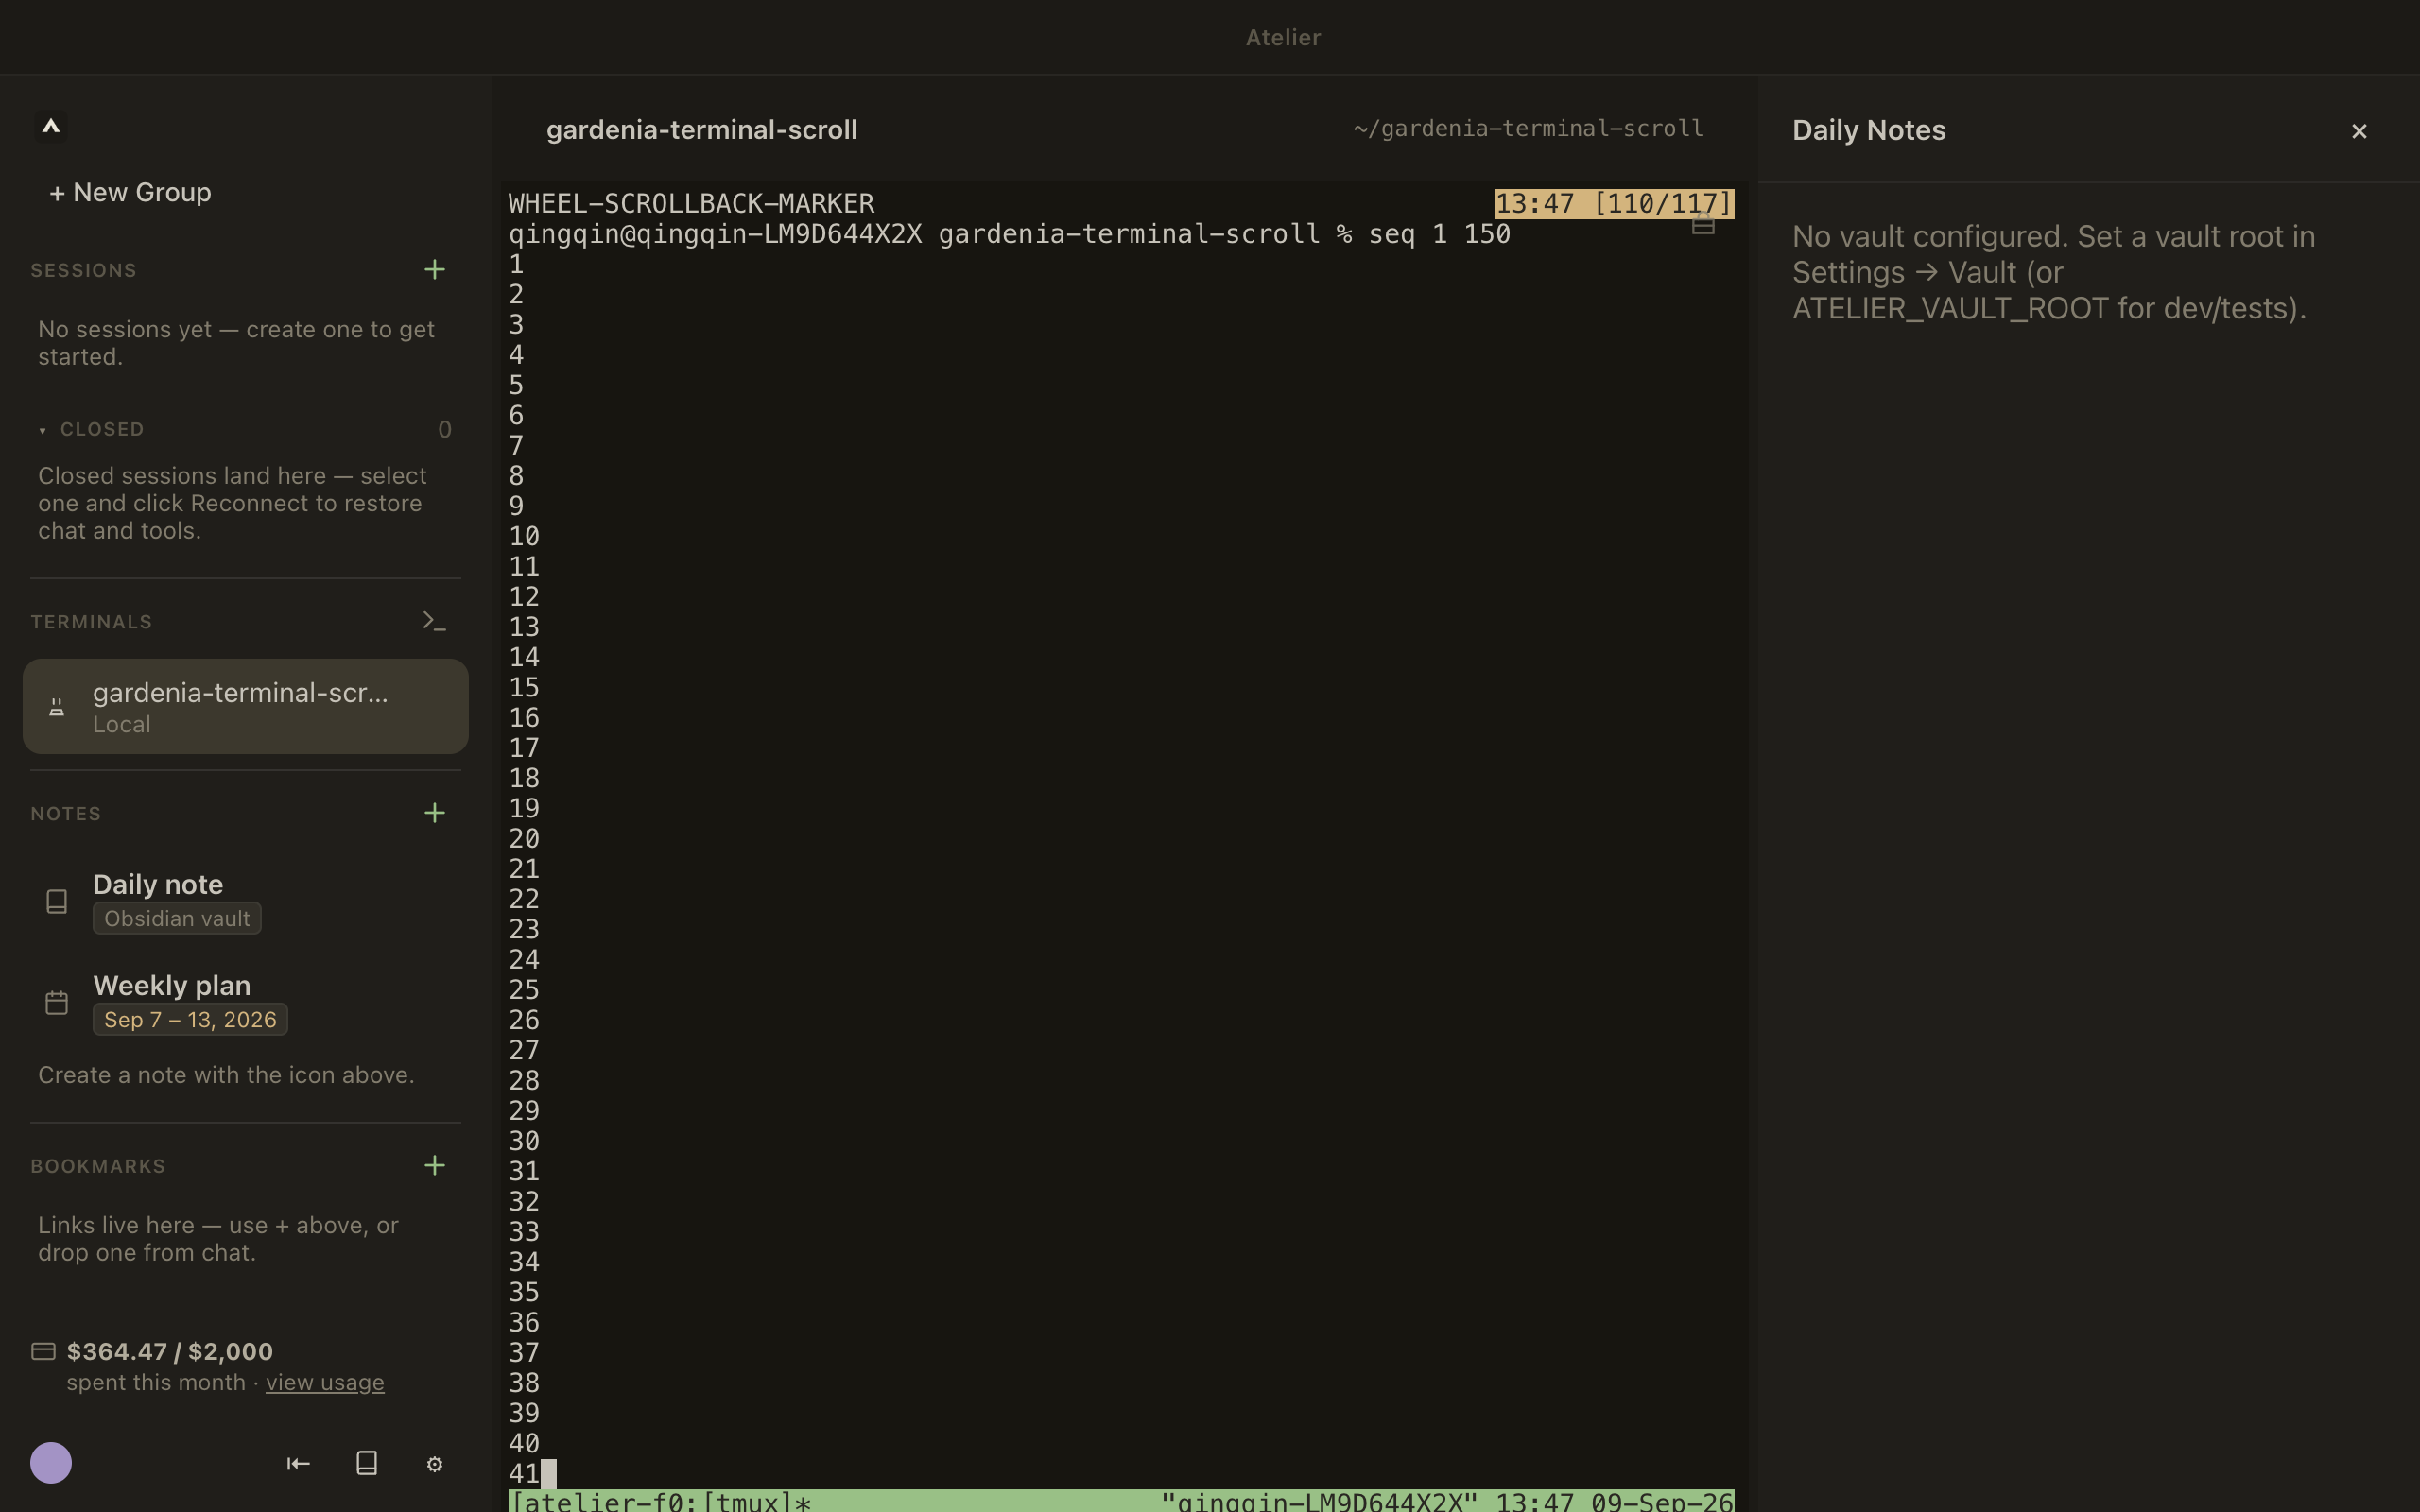 Atelier
+ New Group
SESSIONS
No sessions yet — create one to get
started.
CLOSED 0
Closed sessions land here — select
one and click Reconnect to restore
chat and tools.
TERMINALS
gardenia-terminal-scr...
Local
NOTES
Daily note
Obsidian vault
Weekly plan
Sep 7 – 13, 2026
Create a note with the icon above.
BOOKMARKS
Links live here — use + above, or
drop one from chat.
$364.47 / $2,000
spent this month · view usage
gardenia-terminal-scroll ~/gardenia-terminal-scroll
WHEEL-SCROLLBACK-MARKER 13:47 [110/117]
qingqin@qingqin-LM9D644X2X gardenia-terminal-scroll % seq 1 150
1
2
3
4
5
6
7
8
9
10
11
12
13
14
15
16
17
18
19
20
21
22
23
24
25
26
27
28
29
30
31
32
33
34
35
36
37
38
39
40
41
[atelier-f0:[tmux]* "qingqin-LM9D644X2X" 13:47 09-Sep-26
Daily Notes
No vault configured. Set a vault root in
Settings → Vault (or
ATELIER_VAULT_ROOT for dev/tests).